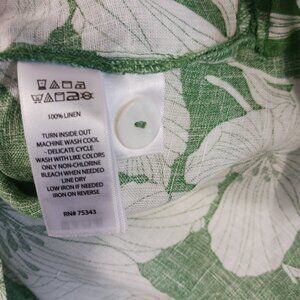 100% LINEN
TURN INSIDE OUT
MACHINE WASH COOL
- DELICATE CYCLE
WASH WITH LIKE COLORS
ONLY NON-CHLORINE
BLEACH WHEN NEEDED
LINE DRY
LOW IRON IF NEEDED
IRON ON REVERSE
RN# 75343